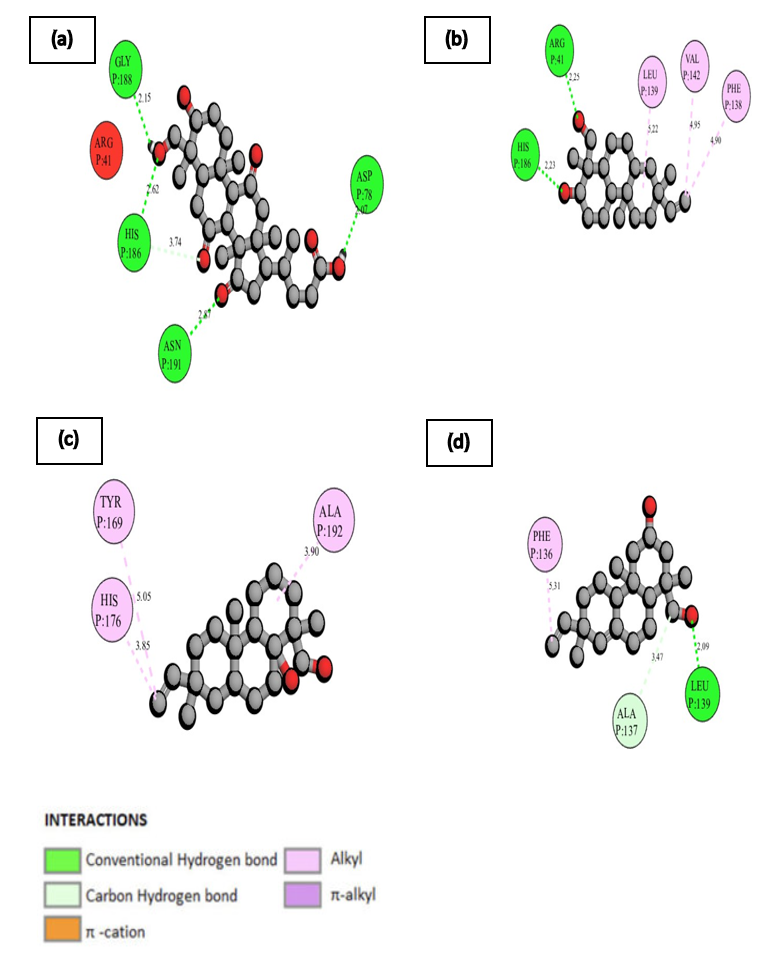 (a)
GLY
P:188
2.15
ARG
P:41
2.62
HIS
P:186
3.74
ASP
P:78
2.07
2.87
ASN
P:191
(b)
ARG
P:41
2.25
HIS
P:186
2.23
LEU
P:139
5.22
VAL
P:142
4.95
PHE
P:138
4.90
(c)
TYR
P:169
5.05
HIS
P:176
3.85
ALA
P:192
3.90
(d)
PHE
P:136
5.31
3.47
ALA
P:137
2.09
LEU
P:139
INTERACTIONS
Conventional Hydrogen bond
Alkyl
Carbon Hydrogen bond
π-alkyl
π -cation